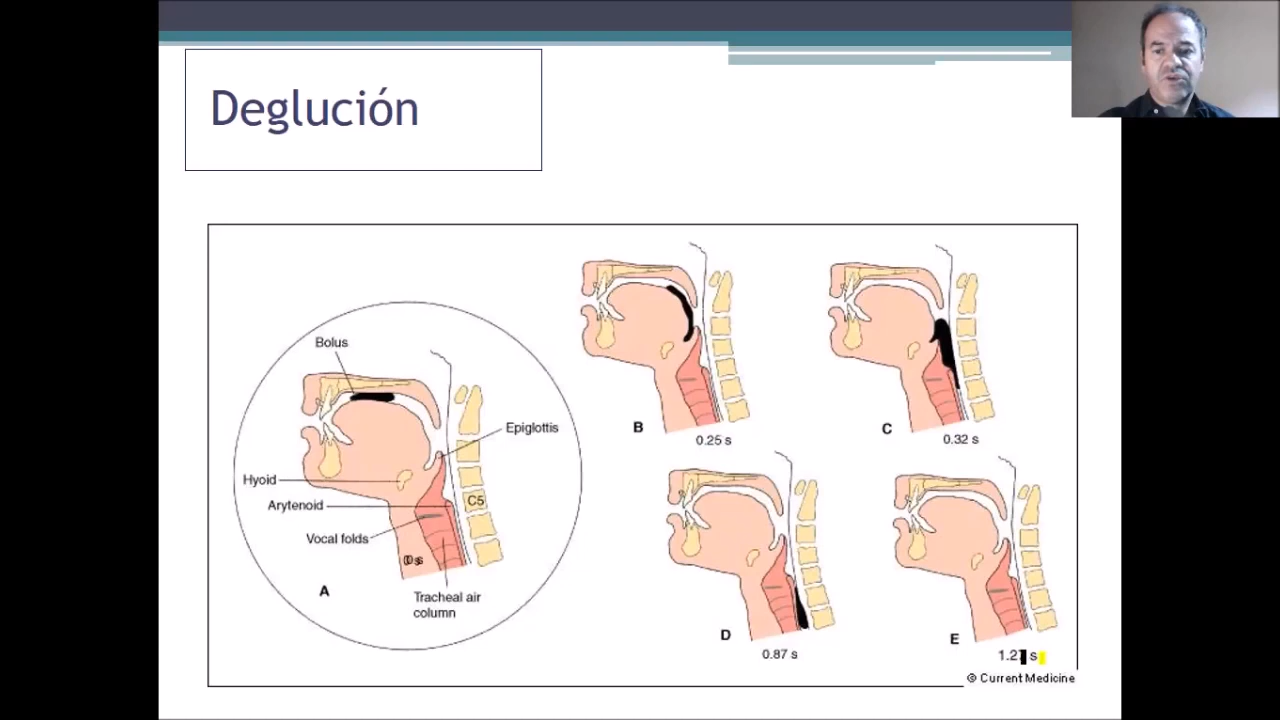 Deglución
Bolus
Epiglottis
Hyoid
C5
Arytenoid
Vocal folds
A
Tracheal air
column
B
0.25 s
C
0.32 s
D
0.87 s
E
© Current Medicine